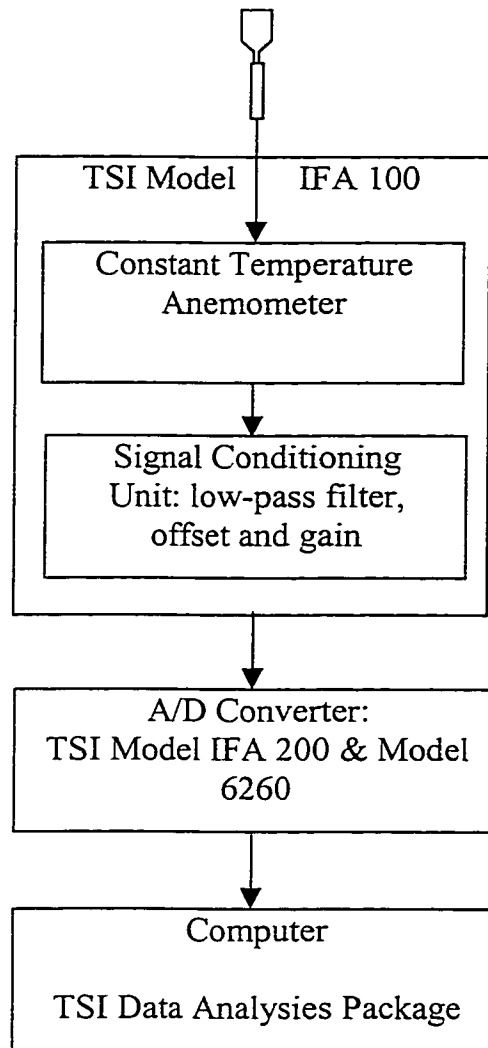 TSI Model IFA 100
Constant Temperature
Anemometer
Signal Conditioning
Unit: low-pass filter,
offset and gain
A/D Converter:
TSI Model IFA 200 & Model
6260
Computer
TSI Data Analyses Package